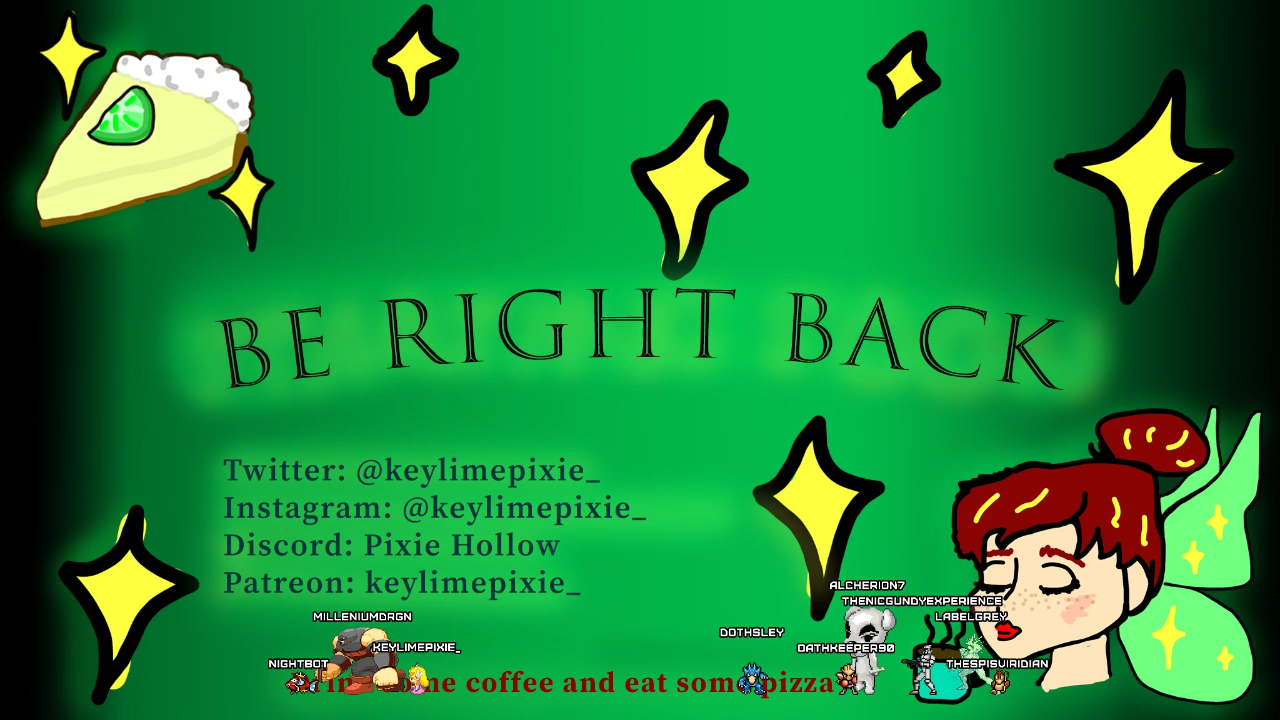 BE RIGHT BACK
Twitter: @keylimepixie_
Instagram: @keylimepixie_
Discord: Pixie Hollow
Patreon: keylimepixie_
ALCHERION7
THENICGUNDYEXPERIENCE
MILLENIUMDRGN
LABELGREY
DOTHSLEY
KEYLIMEPIXIE_
OATHKEEPER90
NIGHTBOT
THESPISVIRIDIAN
coffee and eat some pizza